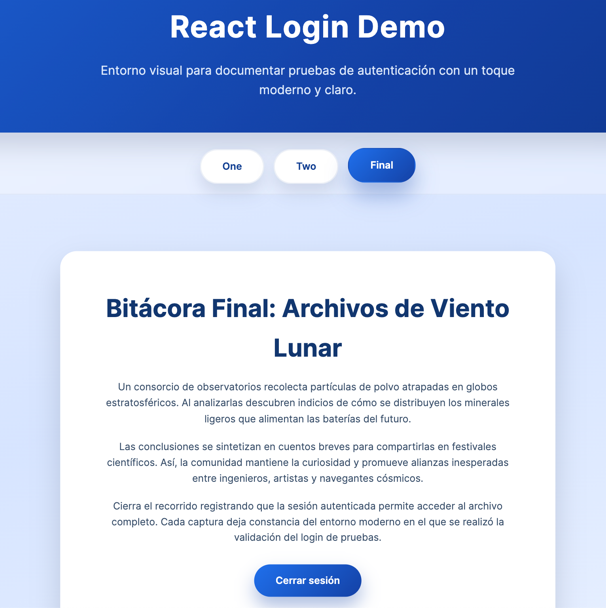 React Login Demo
Entorno visual para documentar pruebas de autenticación con un toque
moderno y claro.
One
Two
Final
Bitácora Final: Archivos de Viento
Lunar
Un consorcio de observatorios recolecta partículas de polvo atrapadas en globos
estratosféricos. Al analizarlas descubren indicios de cómo se distribuyen los minerales
ligeros que alimentan las baterías del futuro.
Las conclusiones se sintetizan en cuentos breves para compartirlas en festivales
científicos. Así, la comunidad mantiene la curiosidad y promueve alianzas inesperadas
entre ingenieros, artistas y navegantes cósmicos.
Cierra el recorrido registrando que la sesión autenticada permite acceder al archivo
completo. Cada captura deja constancia del entorno moderno en el que se realizó la
validación del login de pruebas.
Cerrar sesión